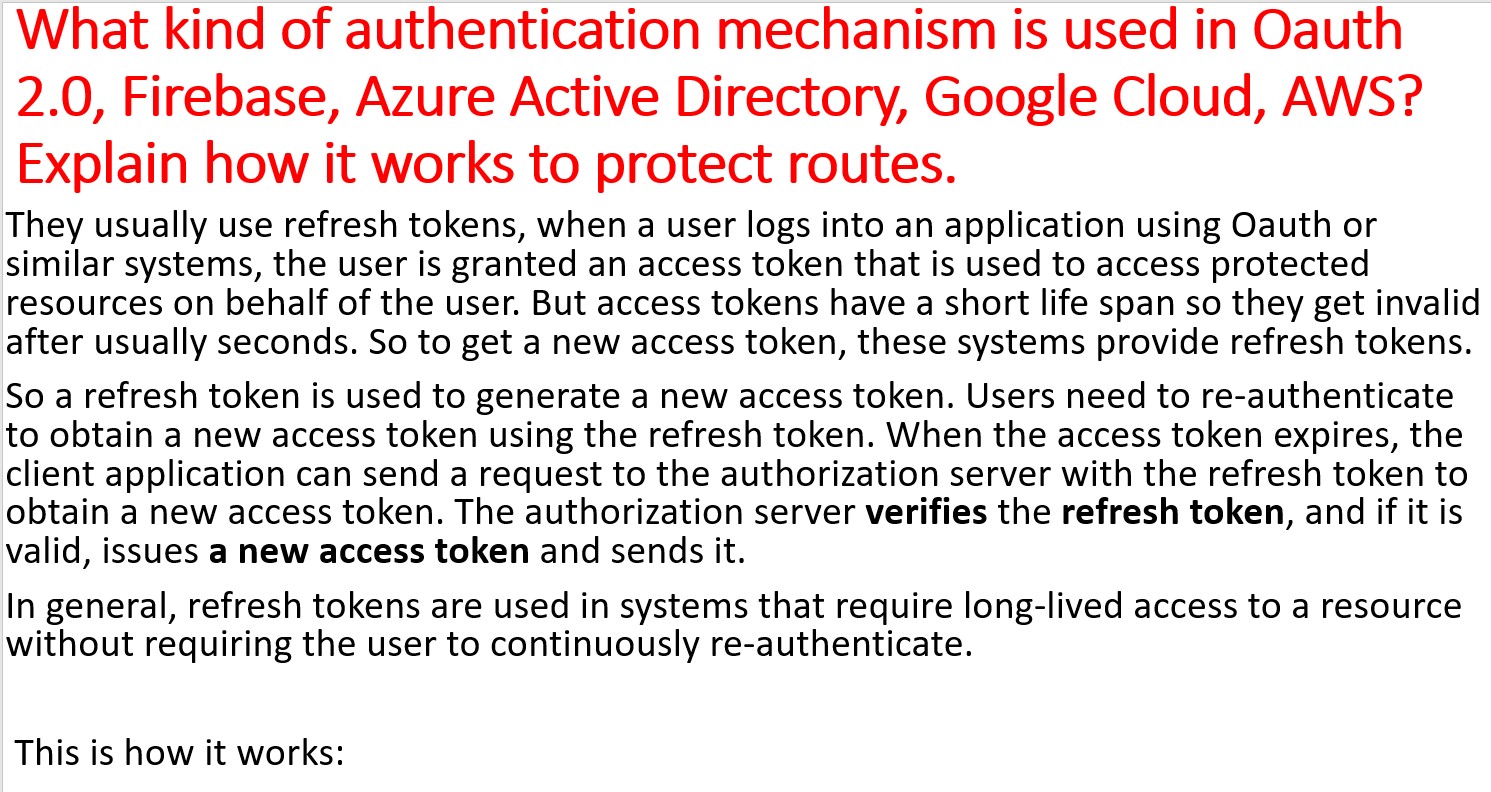 What kind of authentication mechanism is used in Oauth
2.0, Firebase, Azure Active Directory, Google Cloud, AWS?
Explain how it works to protect routes.
They usually use refresh tokens, when a user logs into an application using Oauth or
similar systems, the user is granted an access token that is used to access protected
resources on behalf of the user. But access tokens have a short life span so they get invalid
after usually seconds. So to get a new access token, these systems provide refresh tokens.
So a refresh token is used to generate a new access token. Users need to re-authenticate
to obtain a new access token using the refresh token. When the access token expires, the
client application can send a request to the authorization server with the refresh token to
obtain a new access token. The authorization server verifies the refresh token, and if it is
valid, issues a new access token and sends it.
In general, refresh tokens are used in systems that require long-lived access to a resource
without requiring the user to continuously re-authenticate.
This is how it works: